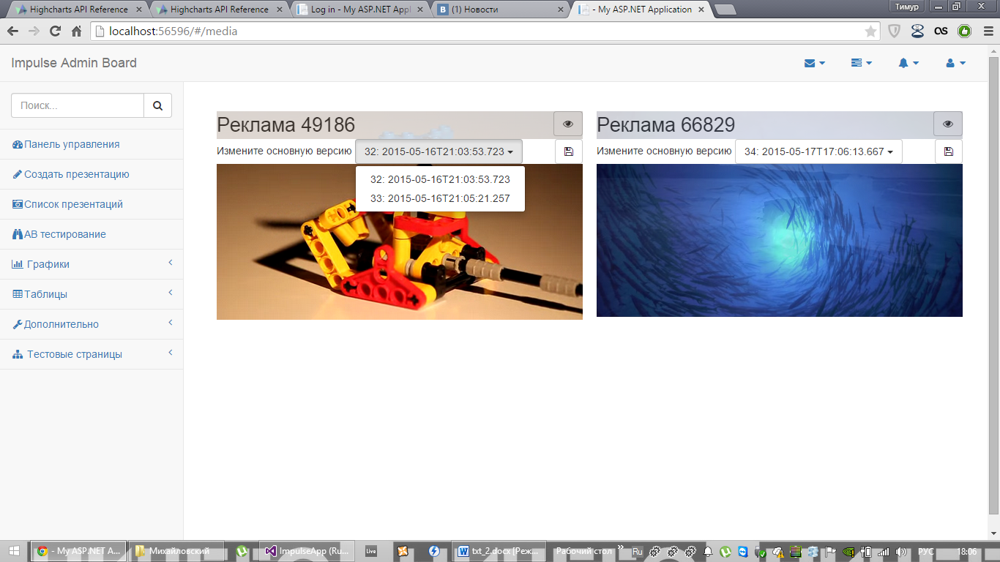 Highcharts API Reference
Highcharts API Reference
Log in - My ASP.NET Appl
(1) Новости
- My ASP.NET Application
Тимур
localhost:56596/#/media
Impulse Admin Board
Поиск...
Панель управления
Создать презентацию
Список презентаций
АВ тестирование
Графики
Таблицы
Дополнительно
Тестовые страницы
Реклама 49186
Измените основную версию 32: 2015-05-16T21:03:53.723
32: 2015-05-16T21:03:53.723
33: 2015-05-16T21:05:21.257
Реклама 66829
Измените основную версию 34: 2015-05-17T17:06:13.667
- My ASP.NET A...
Михайловский
ImpulseApp (Ru...
live
txt_2.docx [Реж...
Рабочий стол
Ru
РУС
18:06